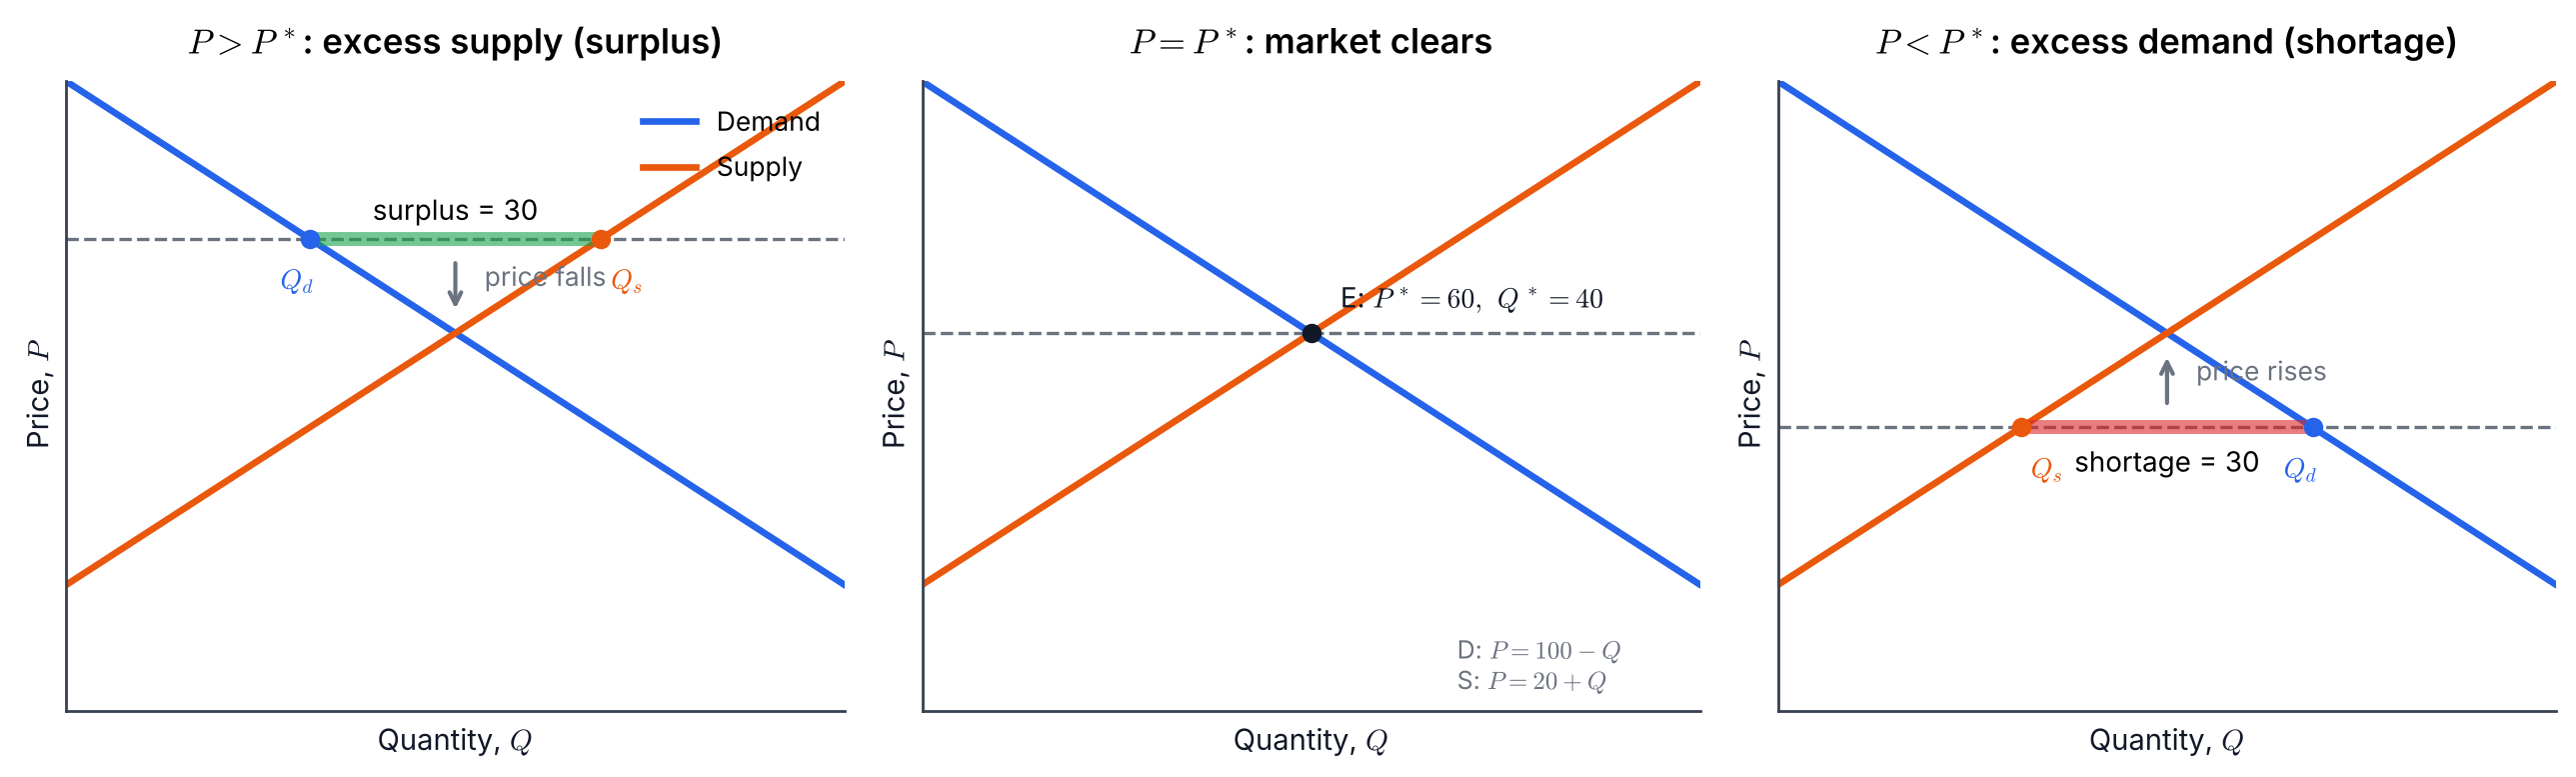 P > P*: excess supply (surplus)
Demand
Supply
surplus = 30
price falls
Q_d
Q_s
Price, P
Quantity, Q
P = P*: market clears
E: P* = 60, Q* = 40
D: P = 100 − Q
S: P = 20 + Q
Price, P
Quantity, Q
P < P*: excess demand (shortage)
price rises
Q_s
shortage = 30
Q_d
Price, P
Quantity, Q